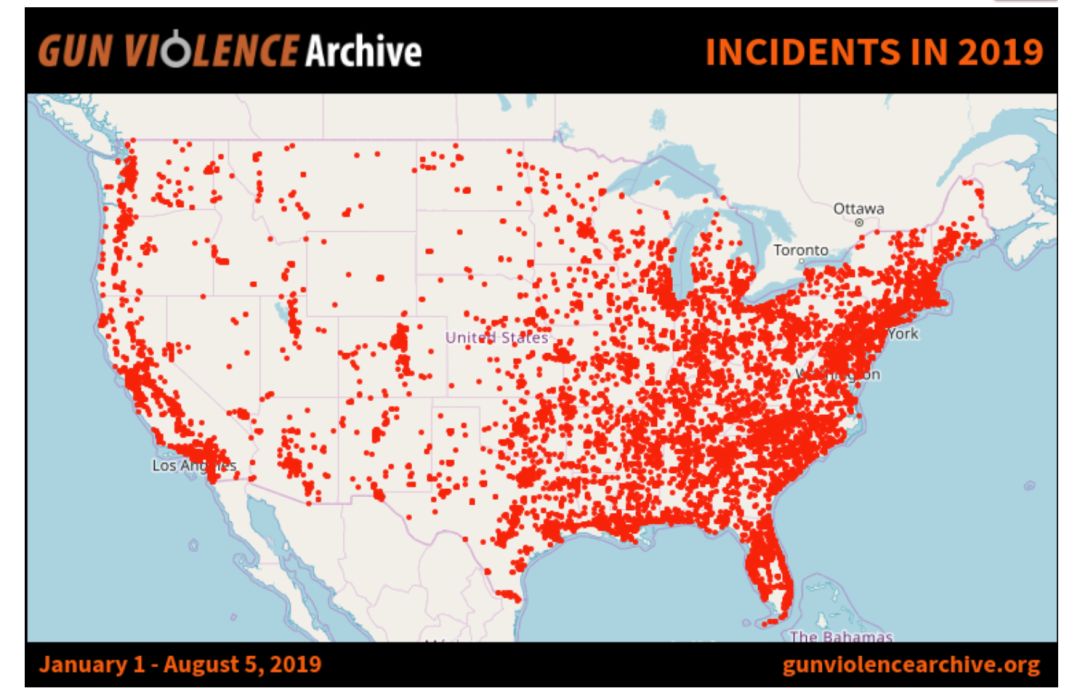 GUN VIOLENCE Archive
INCIDENTS IN 2019
Ottawa
Toronto
United States
York
Washington
Los Angeles
The Bahamas
January 1 - August 5, 2019
gunviolencearchive.org